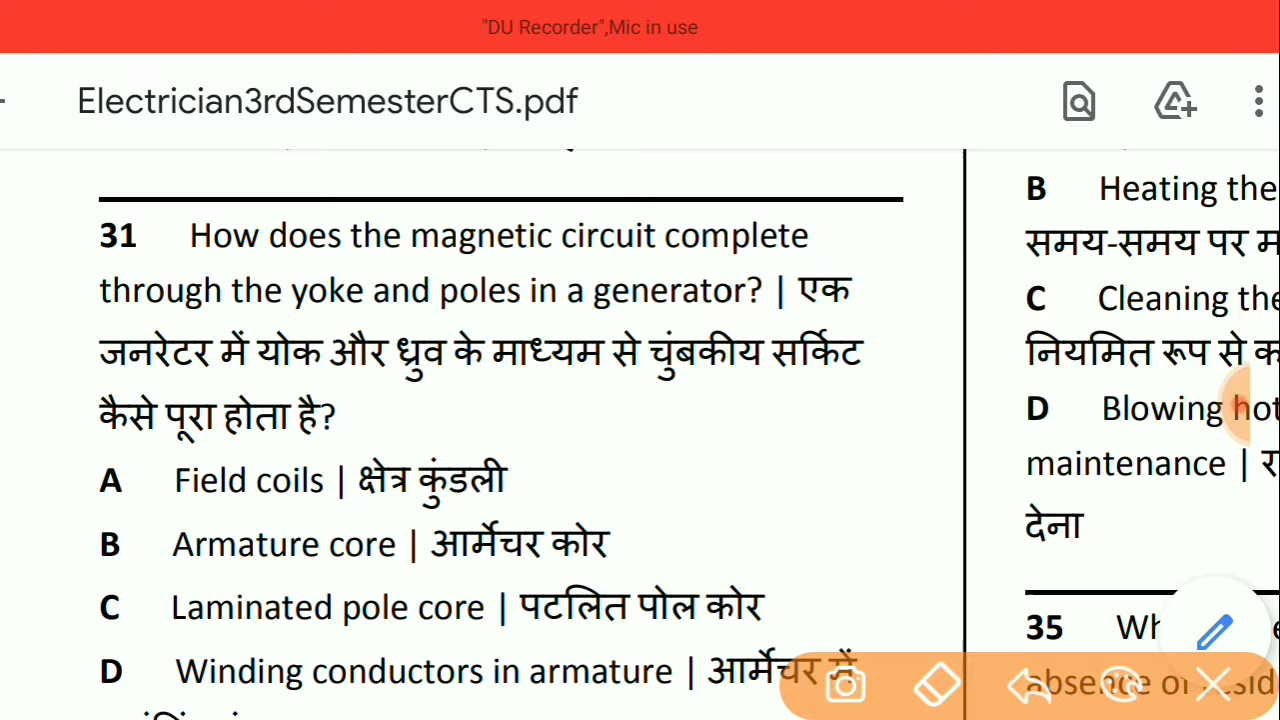 "DU Recorder",Mic in use
Electrician3rdSemesterCTS.pdf
31 How does the magnetic circuit complete
through the yoke and poles in a generator? | एक
जनरेटर में योक और ध्रुव के माध्यम से चुंबकीय सर्किट
कैसे पूरा होता है?
A Field coils | क्षेत्र कुंडली
B Armature core | आर्मेचर कोर
C Laminated pole core | पटलित पोल कोर
D Winding conductors in armature | आर्मेचर में
B Heating the
समय-समय पर
C Cleaning the
नियमित रूप से
D Blowing hot
maintenance |
देना
35
absence of